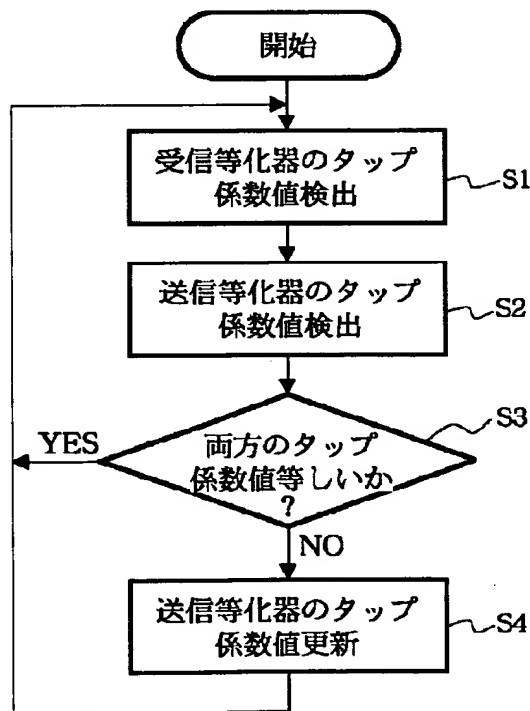 開始
受信等化器のタップ
係数値検出
S1
送信等化器のタップ
係数値検出
S2
S3
YES
両方のタップ
係数値等しいか
?
NO
送信等化器のタップ
係数値更新
S4